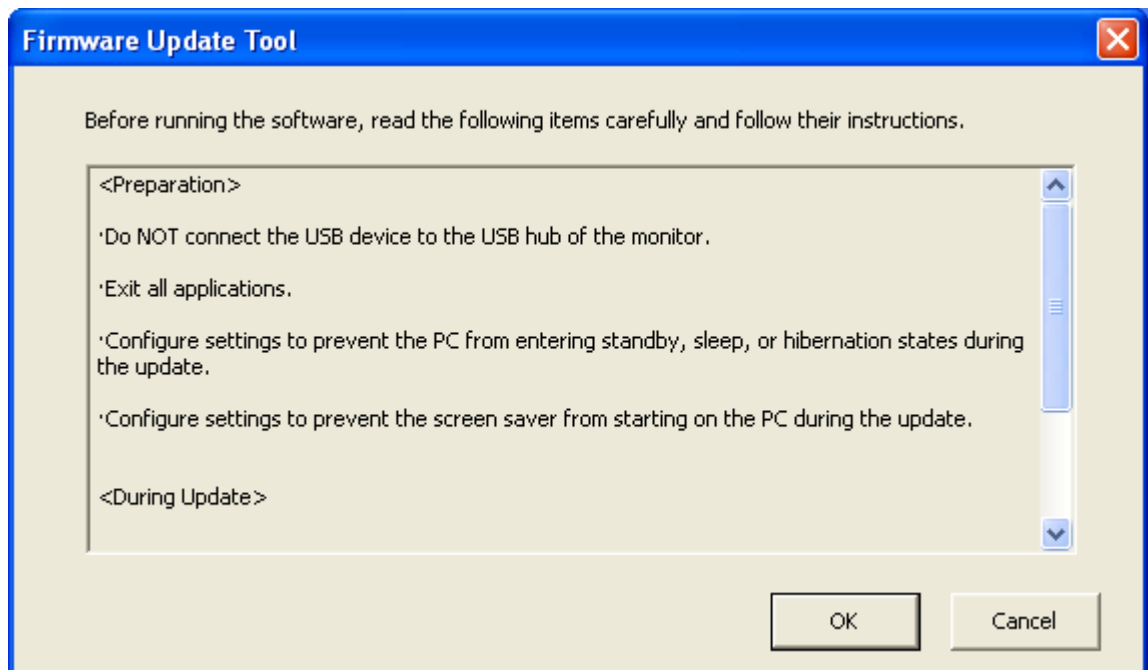 Firmware Update Tool
Before running the software, read the following items carefully and follow their instructions.
<Preparation>
·Do NOT connect the USB device to the USB hub of the monitor.
·Exit all applications.
·Configure settings to prevent the PC from entering standby, sleep, or hibernation states during
the update.
·Configure settings to prevent the screen saver from starting on the PC during the update.
<During Update>
OK
Cancel